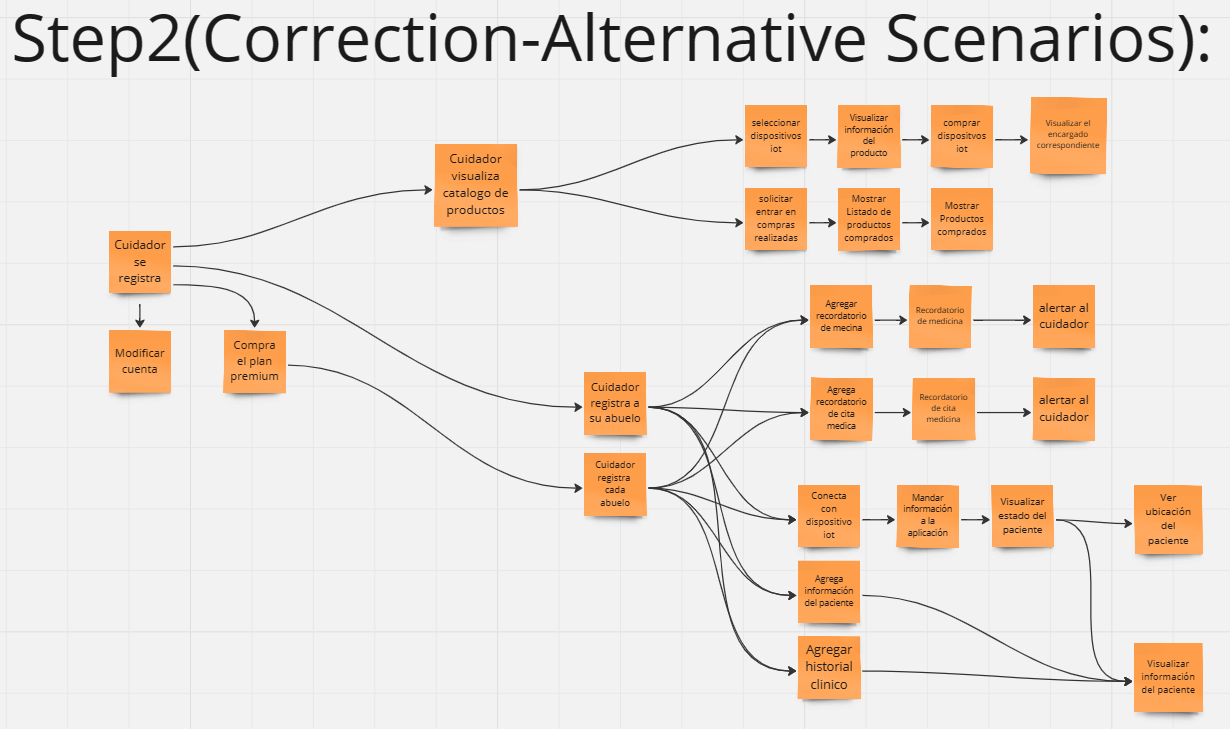 Step2(Correction-Alternative Scenarios):
seleccionar
dispositivos
iot
Visualizar
información
del
producto
comprar
dispositvos
iot
Visualizar el
encargado
correspondiente
Cuidador
visualiza
catalogo de
productos
solicitar
entrar en
compras
realizadas
Mostrar
Listado de
productos
comprados
Mostrar
Productos
comprados
Cuidador
se
registra
Modificar
cuenta
Compra
el plan
premium
Agregar
recordatorio
de mecina
Recordatorio
de medicina
alertar al
cuidador
Cuidador
registra a
su abuelo
Agrega
recordatorio
de cita
medica
Recordatorio
de cita
medicina
alertar al
cuidador
Cuidador
registra
cada
abuelo
Conecta
con
dispositivo
iot
Mandar
información
a la
aplicación
Visualizar
estado del
paciente
Ver
ubicación
del
paciente
Agrega
información
del paciente
Agregar
historial
clinico
Visualizar
información
del paciente